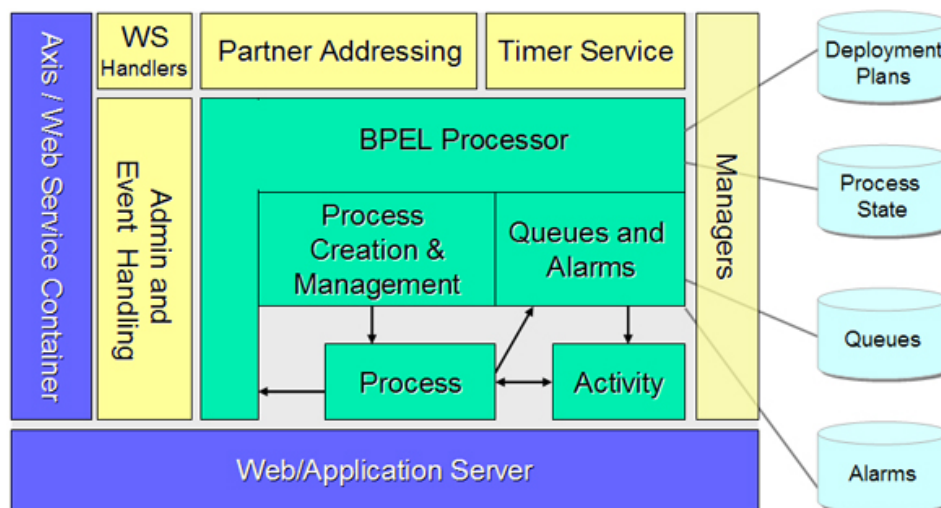 Axis / Web Service Container
WS
Handlers
Partner Addressing
Timer Service
Admin and
Event Handling
BPEL Processor
Process
Creation &
Management
Queues and
Alarms
Process
Activity
Managers
Web/Application Server
Deployment
Plans
Process
State
Queues
Alarms